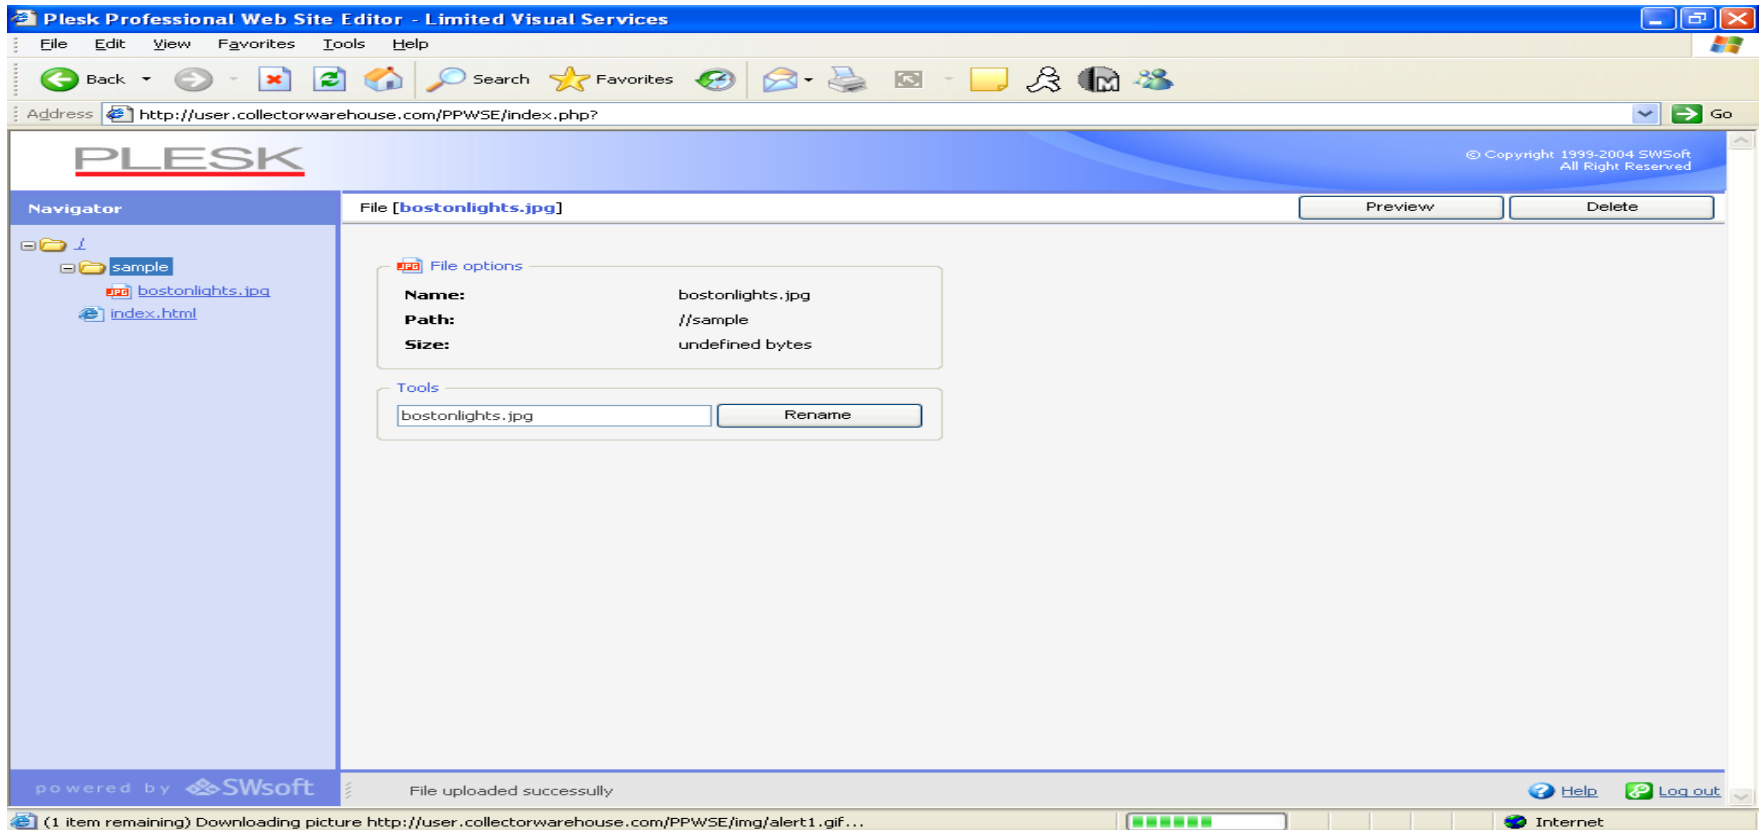 Plesk Professional Web Site Editor - Limited Visual Services
File Edit View Favorites Tools Help
Back Search Favorites
Address http://user.collectorwarehouse.com/PPWSE/index.php? Go
PLESK
© Copyright 1999-2004 SWSoft
All Right Reserved
Navigator
File [bostonlights.jpg] Preview Delete
/
sample
JPG bostonlights.jpg
index.html
JPG File options
Name: bostonlights.jpg
Path: //sample
Size: undefined bytes
Tools
bostonlights.jpg Rename
powered by SWsoft
File uploaded successully
Help Log out
(1 item remaining) Downloading picture http://user.collectorwarehouse.com/PPWSE/img/alert1.gif...
Internet